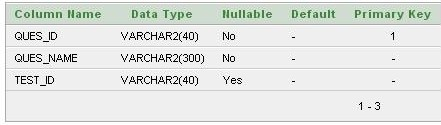 Column Name Data Type Nullable Default Primary Key
QUES_ID VARCHAR2(40) No - 1
QUES_NAME VARCHAR2(300) No - -
TEST_ID VARCHAR2(40) Yes - -
1 - 3